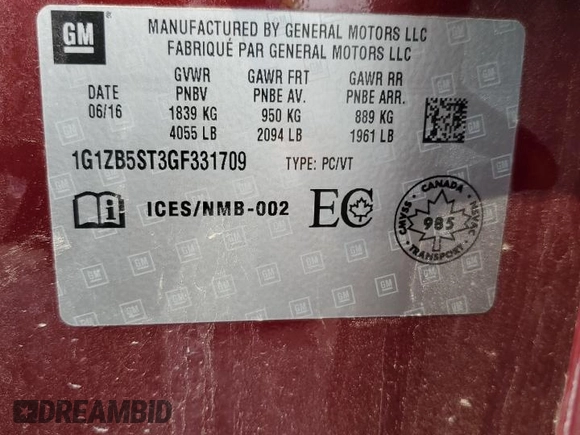 GM
MANUFACTURED BY GENERAL MOTORS LLC
FABRIQUÉ PAR GENERAL MOTORS LLC
GVWR GAWR FRT GAWR RR
DATE PNBV PNBE AV. PNBE ARR.
06/16 1839 KG 950 KG 889 KG
4055 LB 2094 LB 1961 LB
1G1ZB5ST3GF331709 TYPE: PC/VT
i ICES/NMB-002 EC
CANADA
CMVSS 985 NSVAC
TRANSPORT
DREAMBID